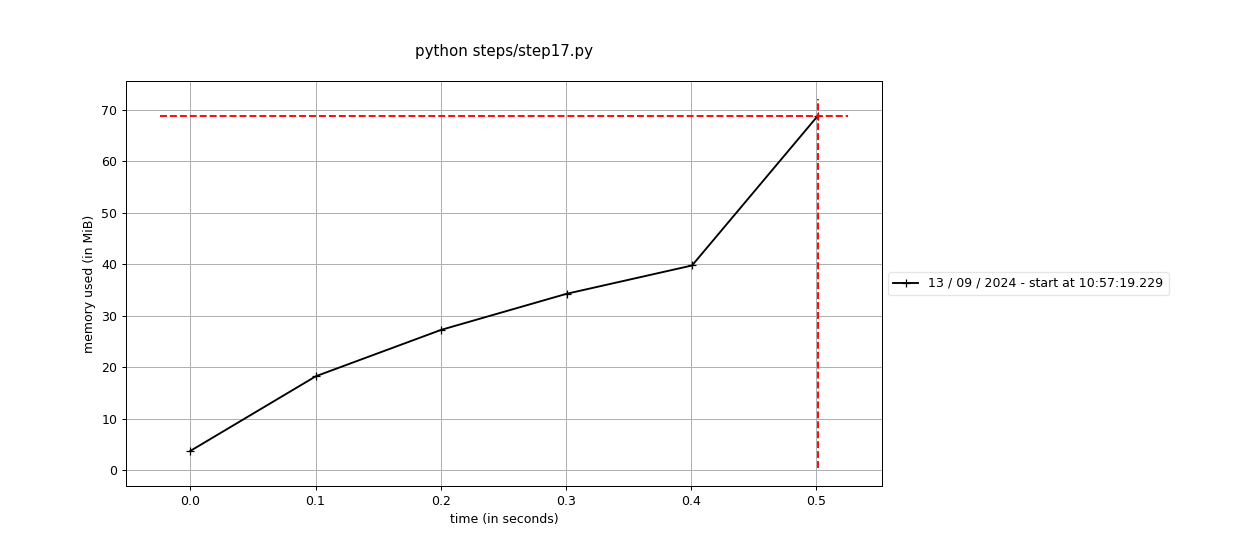 python steps/step17.py
memory used (in MiB)
70
60
50
40
30
20
10
0
0.0 0.1 0.2 0.3 0.4 0.5
time (in seconds)
13 / 09 / 2024 - start at 10:57:19.229